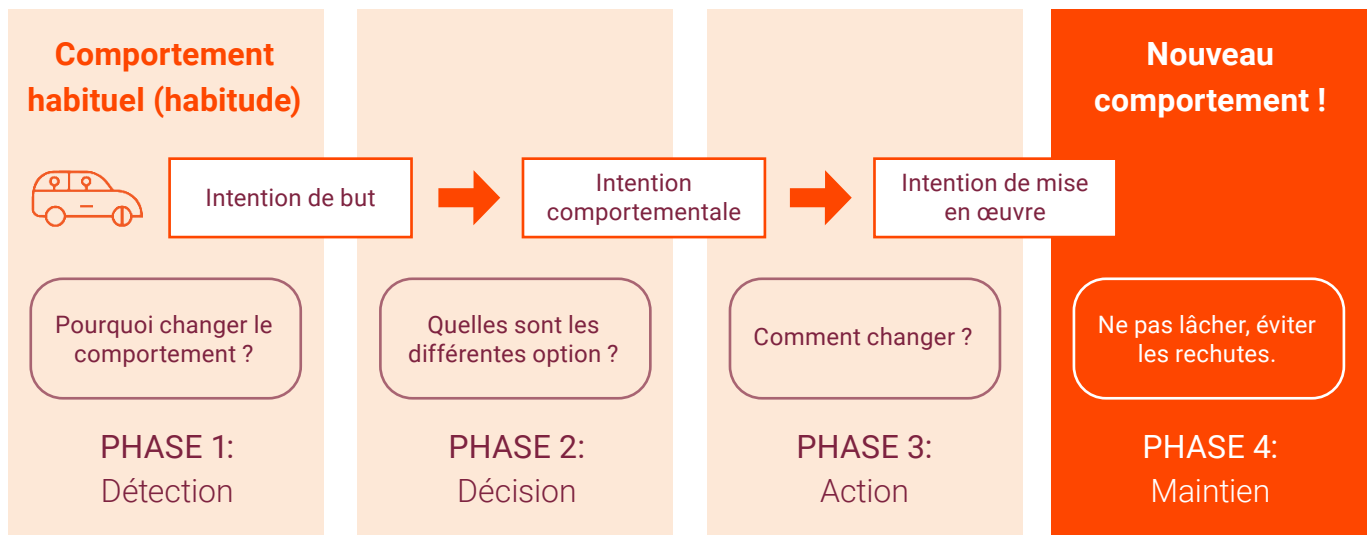 Comportement
habituel (habitude)
Nouveau
comportement !
Intention de but
Intention
comportementale
Intention de mise
en œuvre
Pourquoi changer le
comportement ?
Quelles sont les
différentes option ?
Comment changer ?
Ne pas lâcher, éviter
les rechutes.
PHASE 1:
Détection
PHASE 2:
Décision
PHASE 3:
Action
PHASE 4:
Maintien